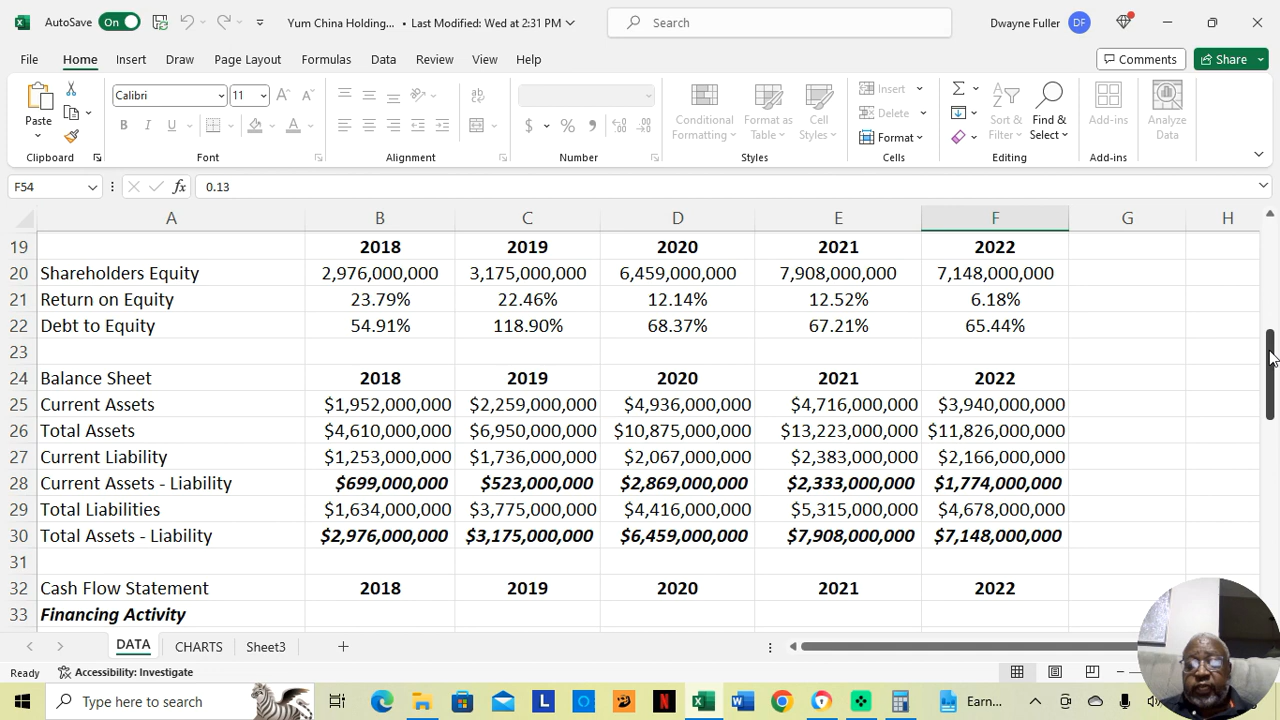 AutoSave On Yum China Holding... • Last Modified: Wed at 2:31 PM Search Dwayne Fuller DF
File Home Insert Draw Page Layout Formulas Data Review View Help Comments Share
Paste Calibri 11 Conditional Formatting Format as Table Cell Styles Insert Delete Format Sort & Filter Find & Select Add-ins Analyze Data
B I U A $ % 9
Clipboard Font Alignment Number Styles Cells Editing Add-ins
F54 fx 0.13
A B C D E F G H
19 2018 2019 2020 2021 2022
20 Shareholders Equity 2,976,000,000 3,175,000,000 6,459,000,000 7,908,000,000 7,148,000,000
21 Return on Equity 23.79% 22.46% 12.14% 12.52% 6.18%
22 Debt to Equity 54.91% 118.90% 68.37% 67.21% 65.44%
23
24 Balance Sheet 2018 2019 2020 2021 2022
25 Current Assets $1,952,000,000 $2,259,000,000 $4,936,000,000 $4,716,000,000 $3,940,000,000
26 Total Assets $4,610,000,000 $6,950,000,000 $10,875,000,000 $13,223,000,000 $11,826,000,000
27 Current Liability $1,253,000,000 $1,736,000,000 $2,067,000,000 $2,383,000,000 $2,166,000,000
28 Current Assets - Liability $699,000,000 $523,000,000 $2,869,000,000 $2,333,000,000 $1,774,000,000
29 Total Liabilities $1,634,000,000 $3,775,000,000 $4,416,000,000 $5,315,000,000 $4,678,000,000
30 Total Assets - Liability $2,976,000,000 $3,175,000,000 $6,459,000,000 $7,908,000,000 $7,148,000,000
31
32 Cash Flow Statement 2018 2019 2020 2021 2022
33 Financing Activity
DATA CHARTS Sheet3
Ready Accessibility: Investigate
Type here to search Earn...